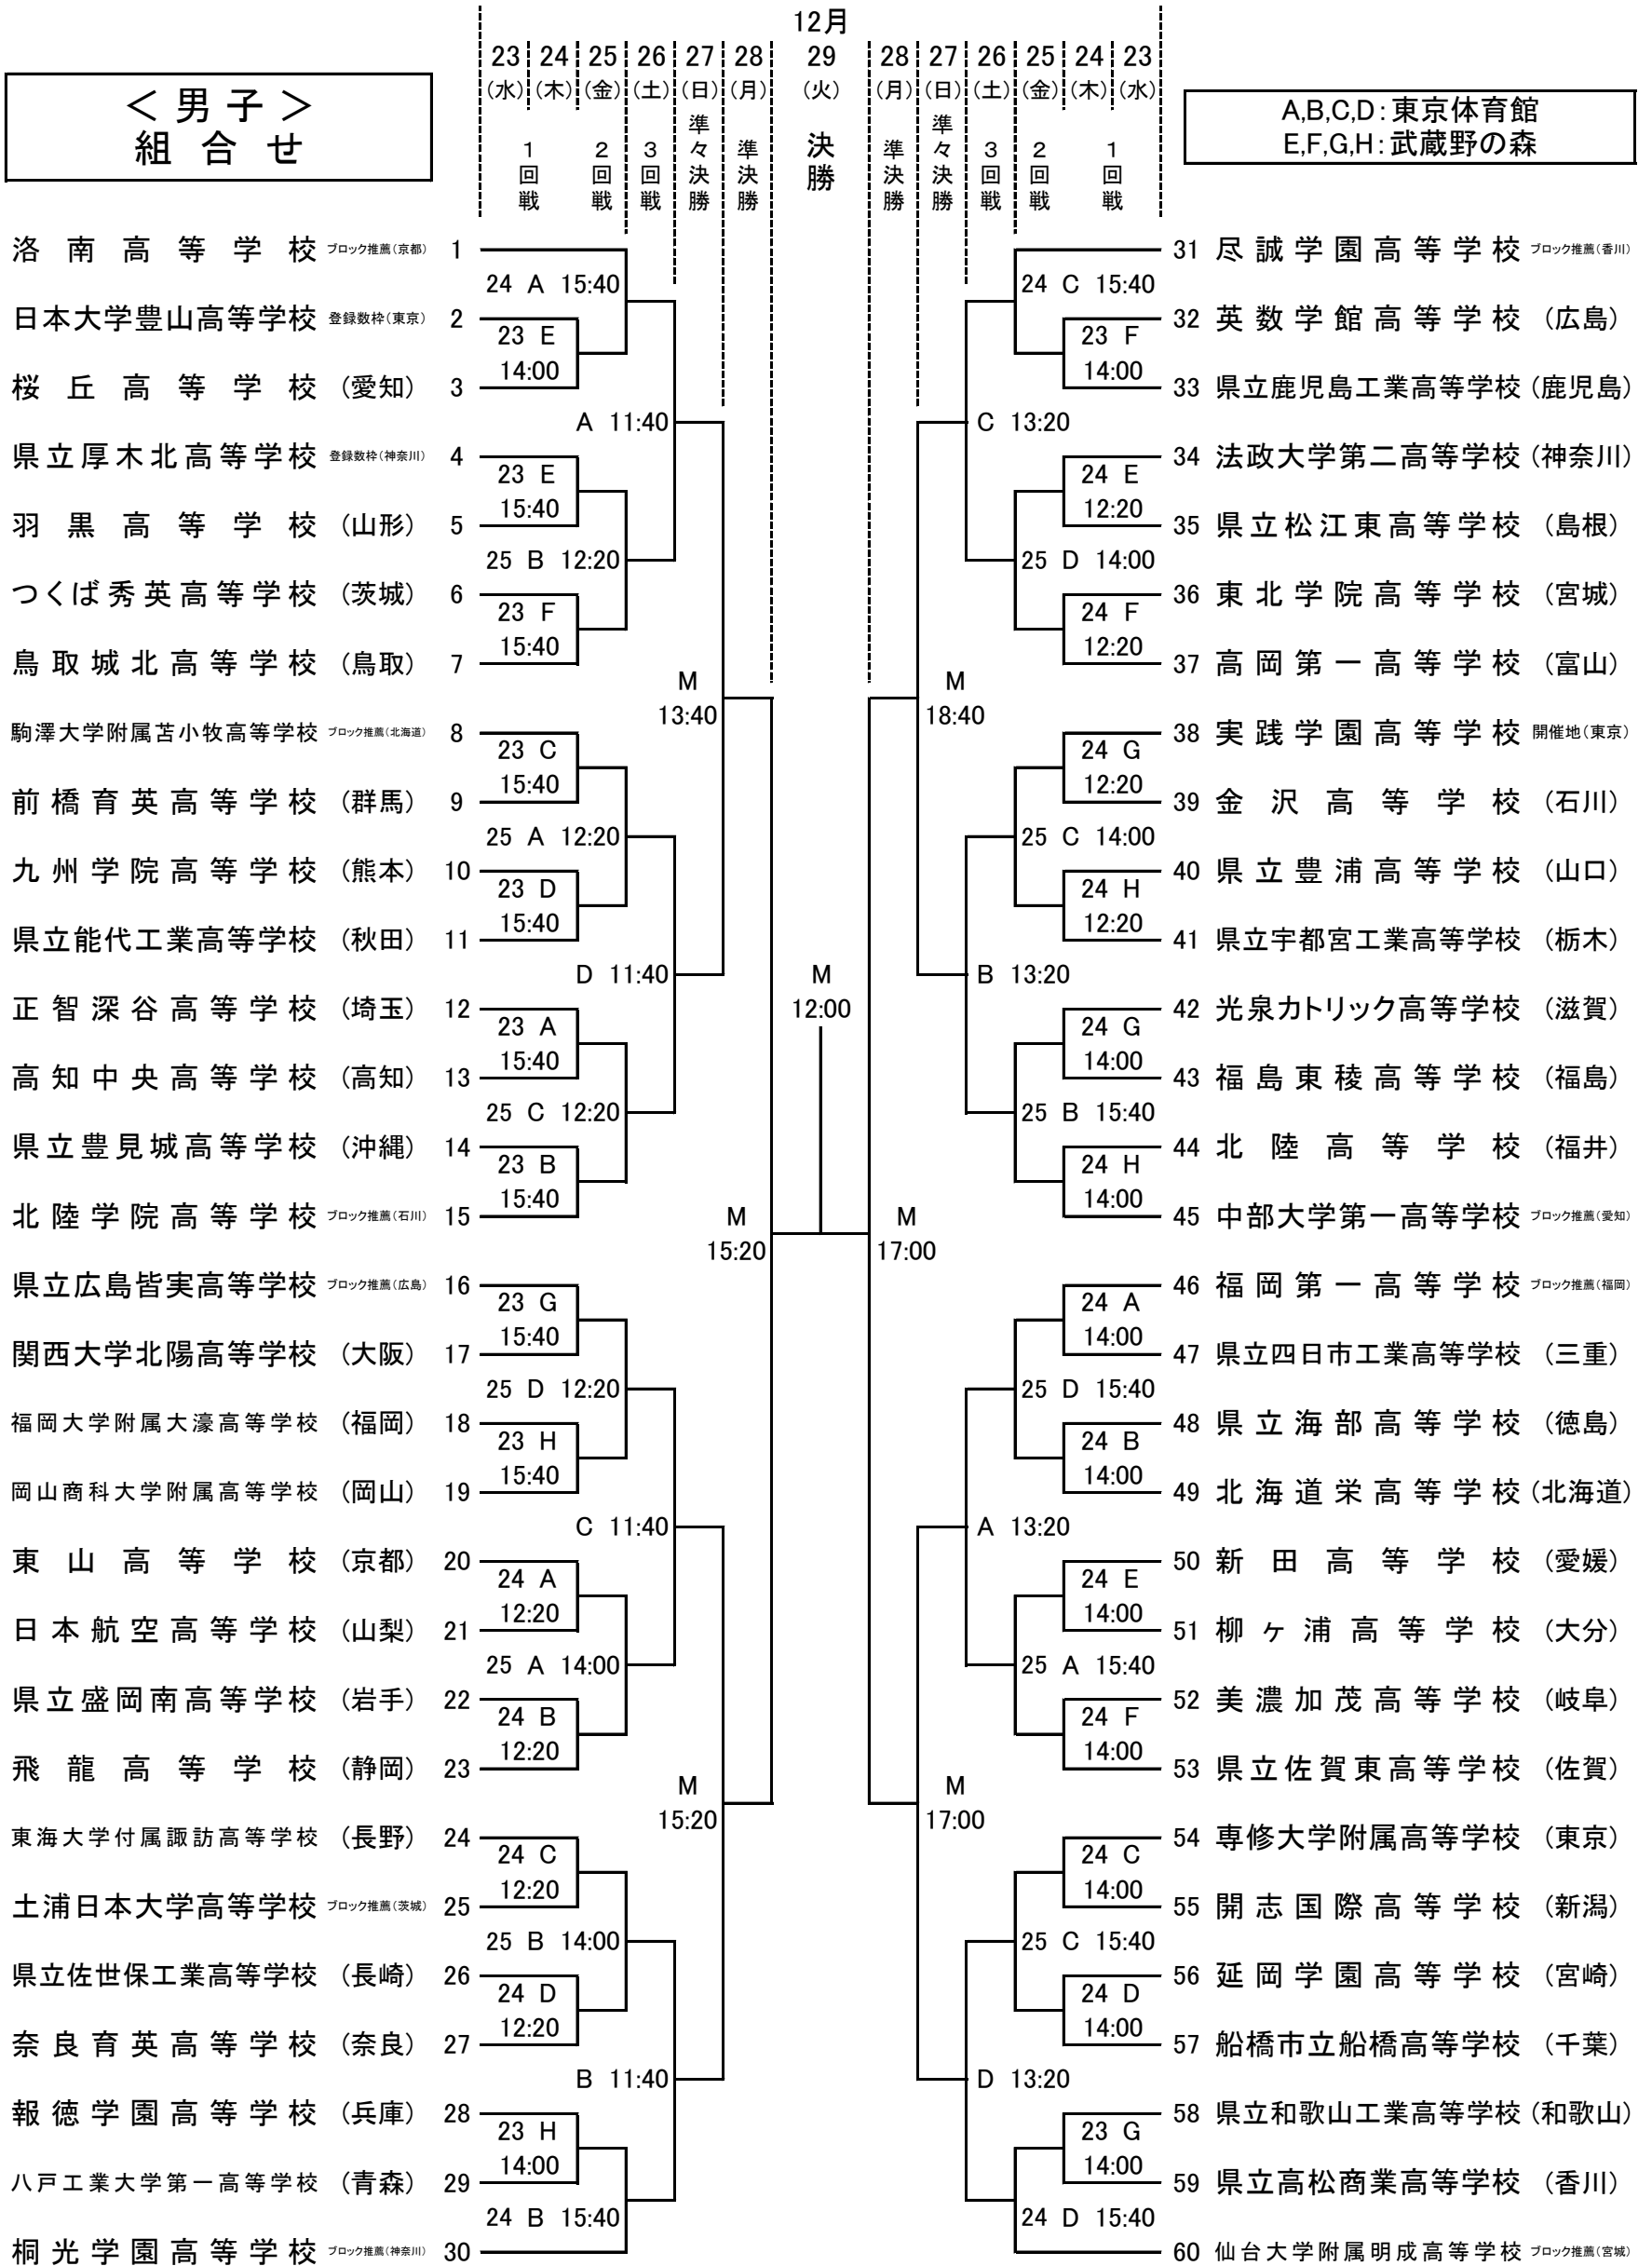 12月
23 24 25 26 27 28 29 28 27 26 25 24 23
(水) (木) (金) (土) (日) (月) (火) (月) (日) (土) (金) (木) (水)
1回戦 2回戦 3回戦 準々決勝 準決勝 決勝 準決勝 準々決勝 3回戦 2回戦 1回戦
＜男子＞
組合せ
A,B,C,D：東京体育館
E,F,G,H：武蔵野の森
洛南高等学校 ブロック推薦(京都) 1
24 A 15:40
日本大学豊山高等学校 登録数枠(東京) 2
23 E
14:00
桜丘高等学校 (愛知) 3
A 11:40
県立厚木北高等学校 登録数枠(神奈川) 4
23 E
15:40
羽黒高等学校 (山形) 5
25 B 12:20
つくば秀英高等学校 (茨城) 6
23 F
15:40
鳥取城北高等学校 (鳥取) 7
M
13:40
駒澤大学附属苫小牧高等学校 ブロック推薦(北海道) 8
23 C
15:40
前橋育英高等学校 (群馬) 9
25 A 12:20
九州学院高等学校 (熊本) 10
23 D
15:40
県立能代工業高等学校 (秋田) 11
D 11:40
正智深谷高等学校 (埼玉) 12
23 A
15:40
高知中央高等学校 (高知) 13
25 C 12:20
県立豊見城高等学校 (沖縄) 14
23 B
15:40
北陸学院高等学校 ブロック推薦(石川) 15
M
15:20
県立広島皆実高等学校 ブロック推薦(広島) 16
23 G
15:40
関西大学北陽高等学校 (大阪) 17
25 D 12:20
福岡大学附属大濠高等学校 (福岡) 18
23 H
15:40
岡山商科大学附属高等学校 (岡山) 19
C 11:40
東山高等学校 (京都) 20
24 A
12:20
日本航空高等学校 (山梨) 21
25 A 14:00
県立盛岡南高等学校 (岩手) 22
24 B
12:20
飛龍高等学校 (静岡) 23
M
15:20
東海大学付属諏訪高等学校 (長野) 24
24 C
12:20
土浦日本大学高等学校 ブロック推薦(茨城) 25
25 B 14:00
県立佐世保工業高等学校 (長崎) 26
24 D
12:20
奈良育英高等学校 (奈良) 27
B 11:40
報徳学園高等学校 (兵庫) 28
23 H
14:00
八戸工業大学第一高等学校 (青森) 29
24 B 15:40
桐光学園高等学校 ブロック推薦(神奈川) 30
M
12:00
31 尽誠学園高等学校 ブロック推薦(香川)
24 C 15:40
32 英数学館高等学校 (広島)
23 F
14:00
33 県立鹿児島工業高等学校 (鹿児島)
C 13:20
34 法政大学第二高等学校 (神奈川)
24 E
12:20
35 県立松江東高等学校 (島根)
25 D 14:00
36 東北学院高等学校 (宮城)
24 F
12:20
37 高岡第一高等学校 (富山)
M
18:40
38 実践学園高等学校 開催地(東京)
24 G
12:20
39 金沢高等学校 (石川)
25 C 14:00
40 県立豊浦高等学校 (山口)
24 H
12:20
41 県立宇都宮工業高等学校 (栃木)
B 13:20
42 光泉カトリック高等学校 (滋賀)
24 G
14:00
43 福島東稜高等学校 (福島)
25 B 15:40
44 北陸高等学校 (福井)
24 H
14:00
45 中部大学第一高等学校 ブロック推薦(愛知)
M
17:00
46 福岡第一高等学校 ブロック推薦(福岡)
24 A
14:00
47 県立四日市工業高等学校 (三重)
25 D 15:40
48 県立海部高等学校 (徳島)
24 B
14:00
49 北海道栄高等学校 (北海道)
A 13:20
50 新田高等学校 (愛媛)
24 E
14:00
51 柳ヶ浦高等学校 (大分)
25 A 15:40
52 美濃加茂高等学校 (岐阜)
24 F
14:00
53 県立佐賀東高等学校 (佐賀)
M
17:00
54 専修大学附属高等学校 (東京)
24 C
14:00
55 開志国際高等学校 (新潟)
25 C 15:40
56 延岡学園高等学校 (宮崎)
24 D
14:00
57 船橋市立船橋高等学校 (千葉)
D 13:20
58 県立和歌山工業高等学校 (和歌山)
23 G
14:00
59 県立高松商業高等学校 (香川)
24 D 15:40
60 仙台大学附属明成高等学校 ブロック推薦(宮城)